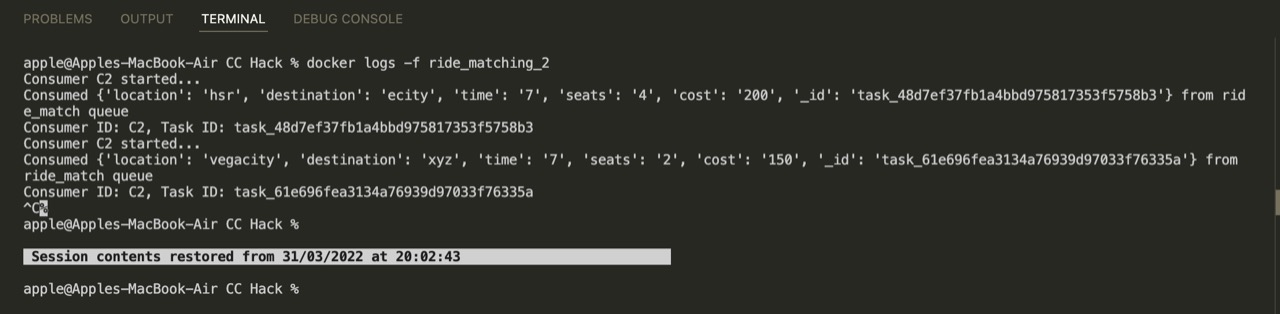 PROBLEMS OUTPUT TERMINAL DEBUG CONSOLE
apple@Apples-MacBook-Air CC Hack % docker logs -f ride_matching_2
Consumer C2 started...
Consumed {'location': 'hsr', 'destination': 'ecity', 'time': '7', 'seats': '4', 'cost': '200', '_id': 'task_48d7ef37fb1a4bbd975817353f5758b3'} from rid
e_match queue
Consumer ID: C2, Task ID: task_48d7ef37fb1a4bbd975817353f5758b3
Consumer C2 started...
Consumed {'location': 'vegacity', 'destination': 'xyz', 'time': '7', 'seats': '2', 'cost': '150', '_id': 'task_61e696fea3134a76939d97033f76335a'} from
ride_match queue
Consumer ID: C2, Task ID: task_61e696fea3134a76939d97033f76335a
^C%
apple@Apples-MacBook-Air CC Hack %
Session contents restored from 31/03/2022 at 20:02:43
apple@Apples-MacBook-Air CC Hack %